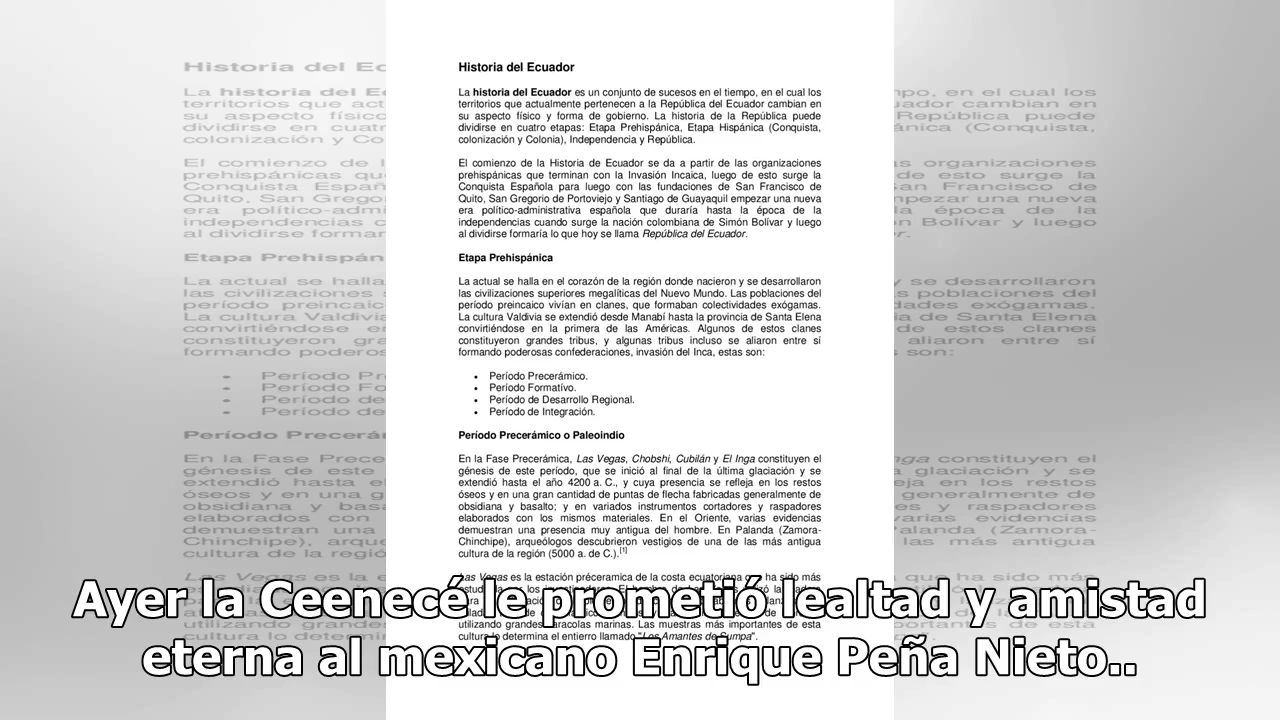 Historia del Ecuador
La historia del Ecuador es un conjunto de sucesos en el tiempo, en el cual los
territorios que actualmente pertenecen a la República del Ecuador cambian en
su aspecto físico y forma de gobierno. La historia de la República puede
dividirse en cuatro etapas: Etapa Prehispánica, Etapa Hispánica (Conquista,
colonización y Colonia), Independencia y República.
El comienzo de la Historia de Ecuador se da a partir de las organizaciones
prehispánicas que terminan con la Invasión Incaica, luego de esto surge la
Conquista Española para luego con las fundaciones de San Francisco de
Quito, San Gregorio de Portoviejo y Santiago de Guayaquil empezar una nueva
era político-administrativa española que duraría hasta la época de la
independencias cuando surge la nación colombiana de Simón Bolívar y luego
al dividirse formaría lo que hoy se llama República del Ecuador.
Etapa Prehispánica
La actual se halla en el corazón de la región donde nacieron y se desarrollaron
las civilizaciones superiores megalíticas del Nuevo Mundo. Las poblaciones del
período preincaico vivían en clanes, que formaban colectividades exógamas.
La cultura Valdivia se extendió desde Manabí hasta la provincia de Santa Elena
convirtiéndose en la primera de las Américas. Algunos de estos clanes
constituyeron grandes tribus, y algunas tribus incluso se aliaron entre sí
formando poderosas confederaciones, invasión del Inca, estas son:
• Período Precerámico.
• Período Formativo.
• Período de Desarrollo Regional.
• Período de Integración.
Período Precerámico o Paleoindio
En la Fase Precerámica, Las Vegas, Chobshi, Cubilán y El Inga constituyen el
génesis de este período, que se inició al final de la última glaciación y se
extendió hasta el año 4200 a. C., y cuya presencia se refleja en los restos
óseos y en una gran cantidad de puntas de flecha fabricadas generalmente de
obsidiana y basalto; y en variados instrumentos cortadores y raspadores
elaborados con los mismos materiales. En el Oriente, varias evidencias
demuestran una presencia muy antigua del hombre. En Palanda (Zamora-
Chinchipe), arqueólogos descubrieron vestigios de una de las más antigua
cultura de la región (5000 a. de C.).[1]
Las Vegas es la estación préceramica de la costa ecuatoriana que ha sido más
utilizando grandes caracolas marinas. Las muestras más importantes de esta
cultura lo determina el entierro llamado "Los Amantes de Sumpa".
Ayer la Ceenecé le prometió lealtad y amistad
eterna al mexicano Enrique Peña Nieto..